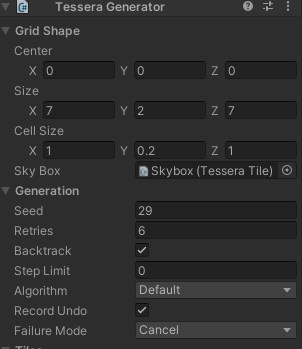 Tessera Generator
Grid Shape
Center
X 0 Y 0 Z 0
Size
X 7 Y 2 Z 7
Cell Size
X 1 Y 0.2 Z 1
Sky Box Skybox (Tessera Tile)
Generation
Seed 29
Retries 6
Backtrack
Step Limit 0
Algorithm Default
Record Undo
Failure Mode Cancel